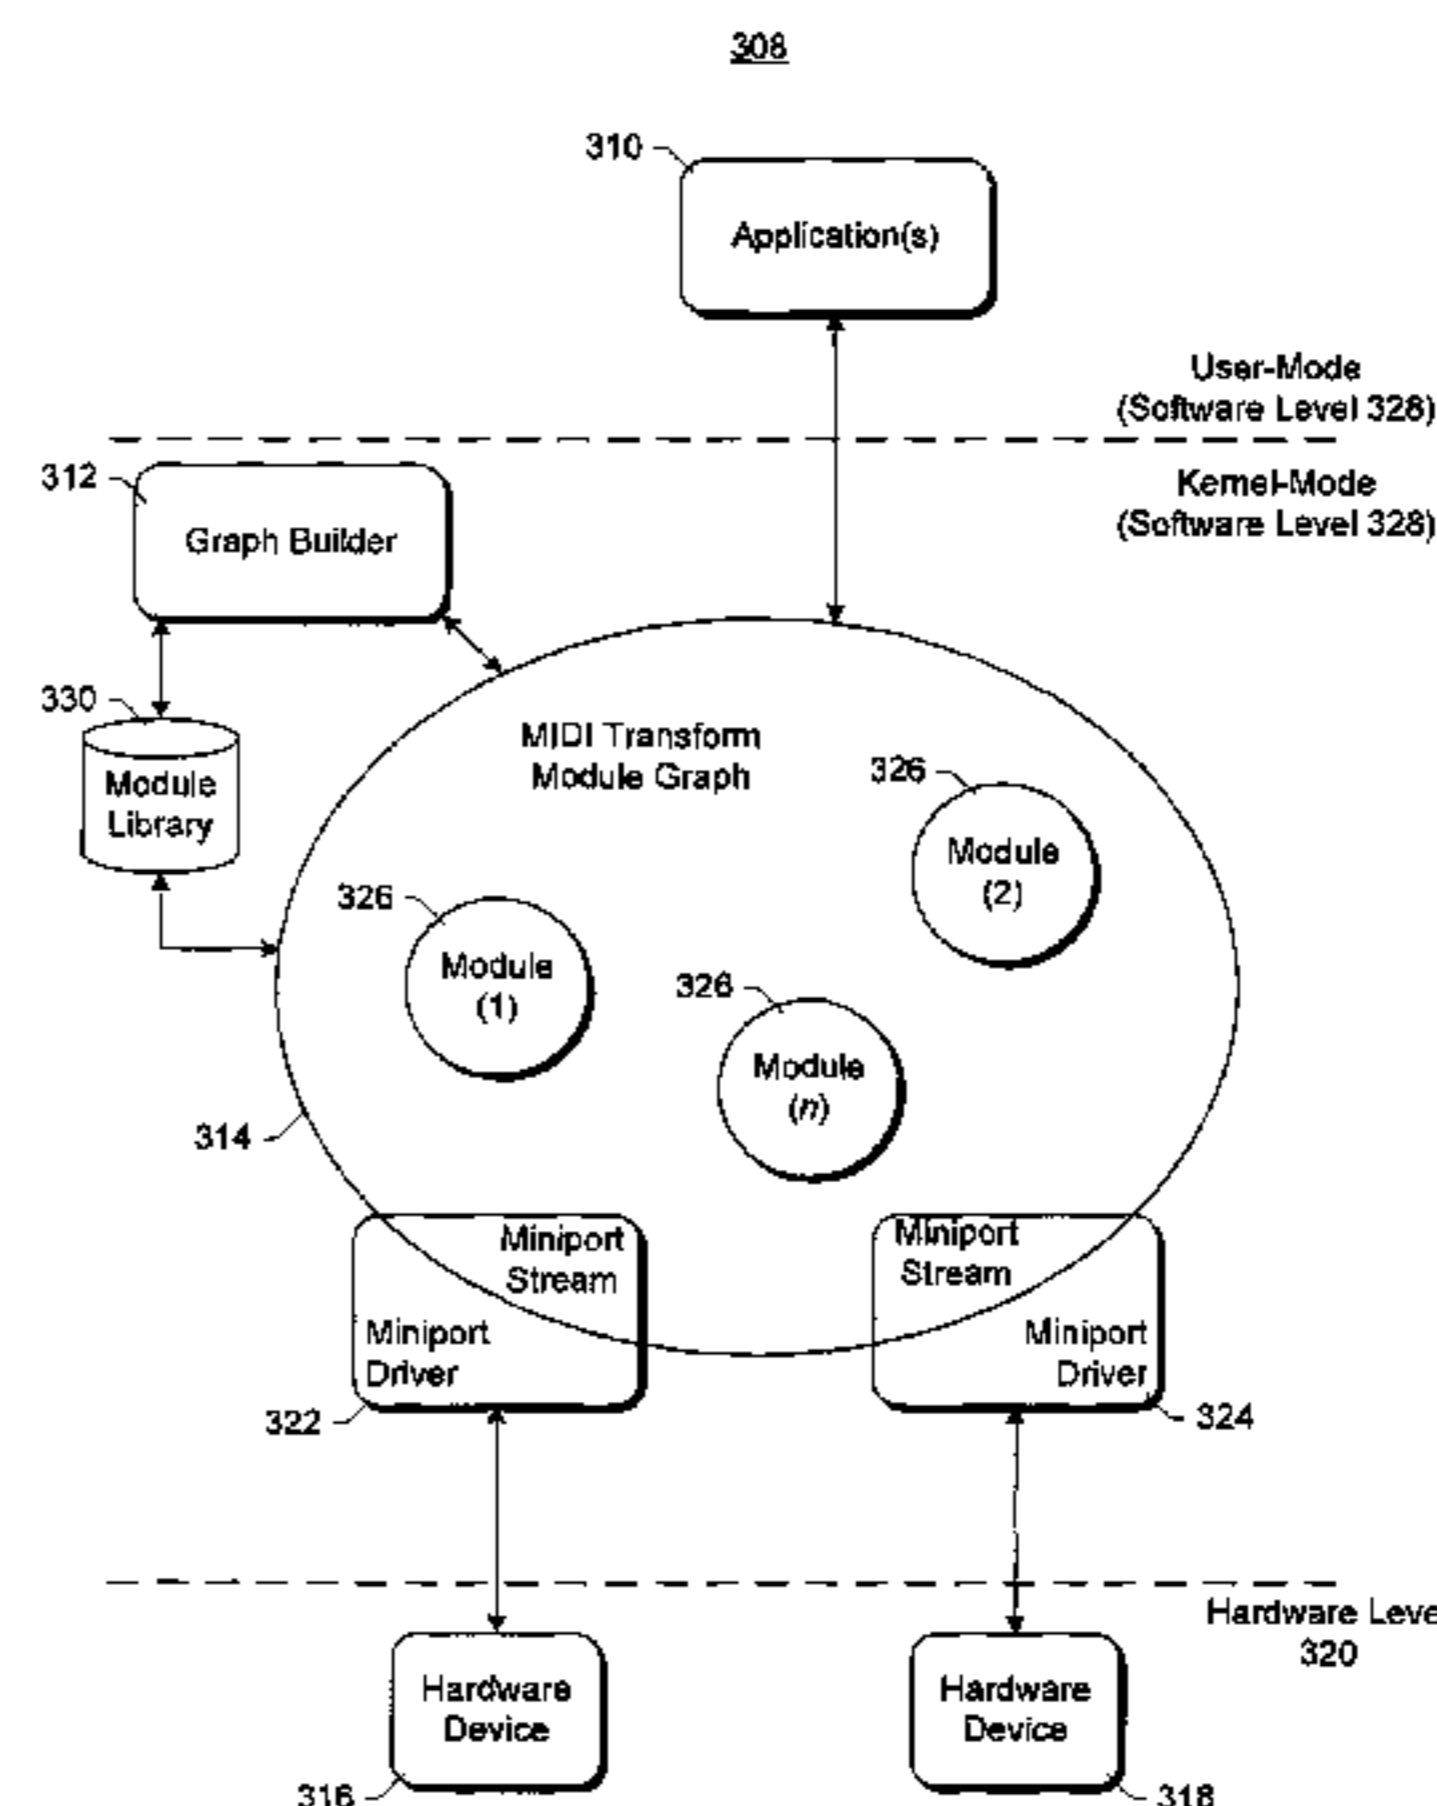 308
310
Application(s)
User-Mode
(Software Level 328)
312
Kernel-Mode
(Software Level 328)
Graph Builder
330
Module
Library
MIDI Transform
Module Graph
326
Module
(2)
326
Module
(1)
326
Module
(n)
314
Miniport
Stream
Miniport
Driver
322
Miniport
Stream
Miniport
Driver
324
Hardware Leve
320
Hardware
Device
316
Hardware
Device
318